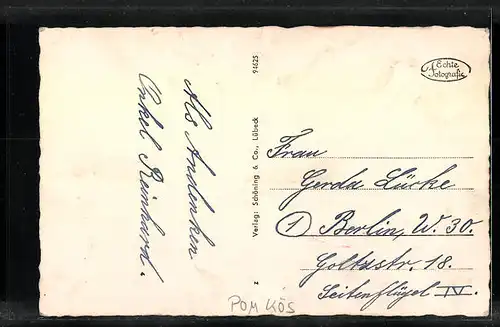 Als Andenken
Onkel Reinhard.
Verlag: Schöning & Co., Lübeck
91625
z
Echte
Fotografie
Frau
Gerda Lücke
① Berlin, W. 30.
Goltzstr. 18.
Seitenflügel IV.
POM KÖS